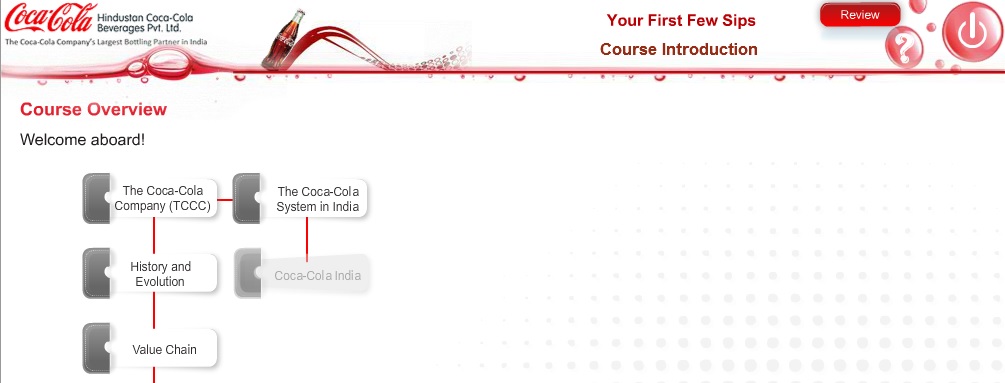 Coca-Cola
Hindustan Coca-Cola
Beverages Pvt. Ltd.
The Coca-Cola Company's Largest Bottling Partner in India
Your First Few Sips
Course Introduction
Review
?
Course Overview
Welcome aboard!
The Coca-Cola
Company (TCCC)
The Coca-Cola
System in India
History and
Evolution
Coca-Cola India
Value Chain